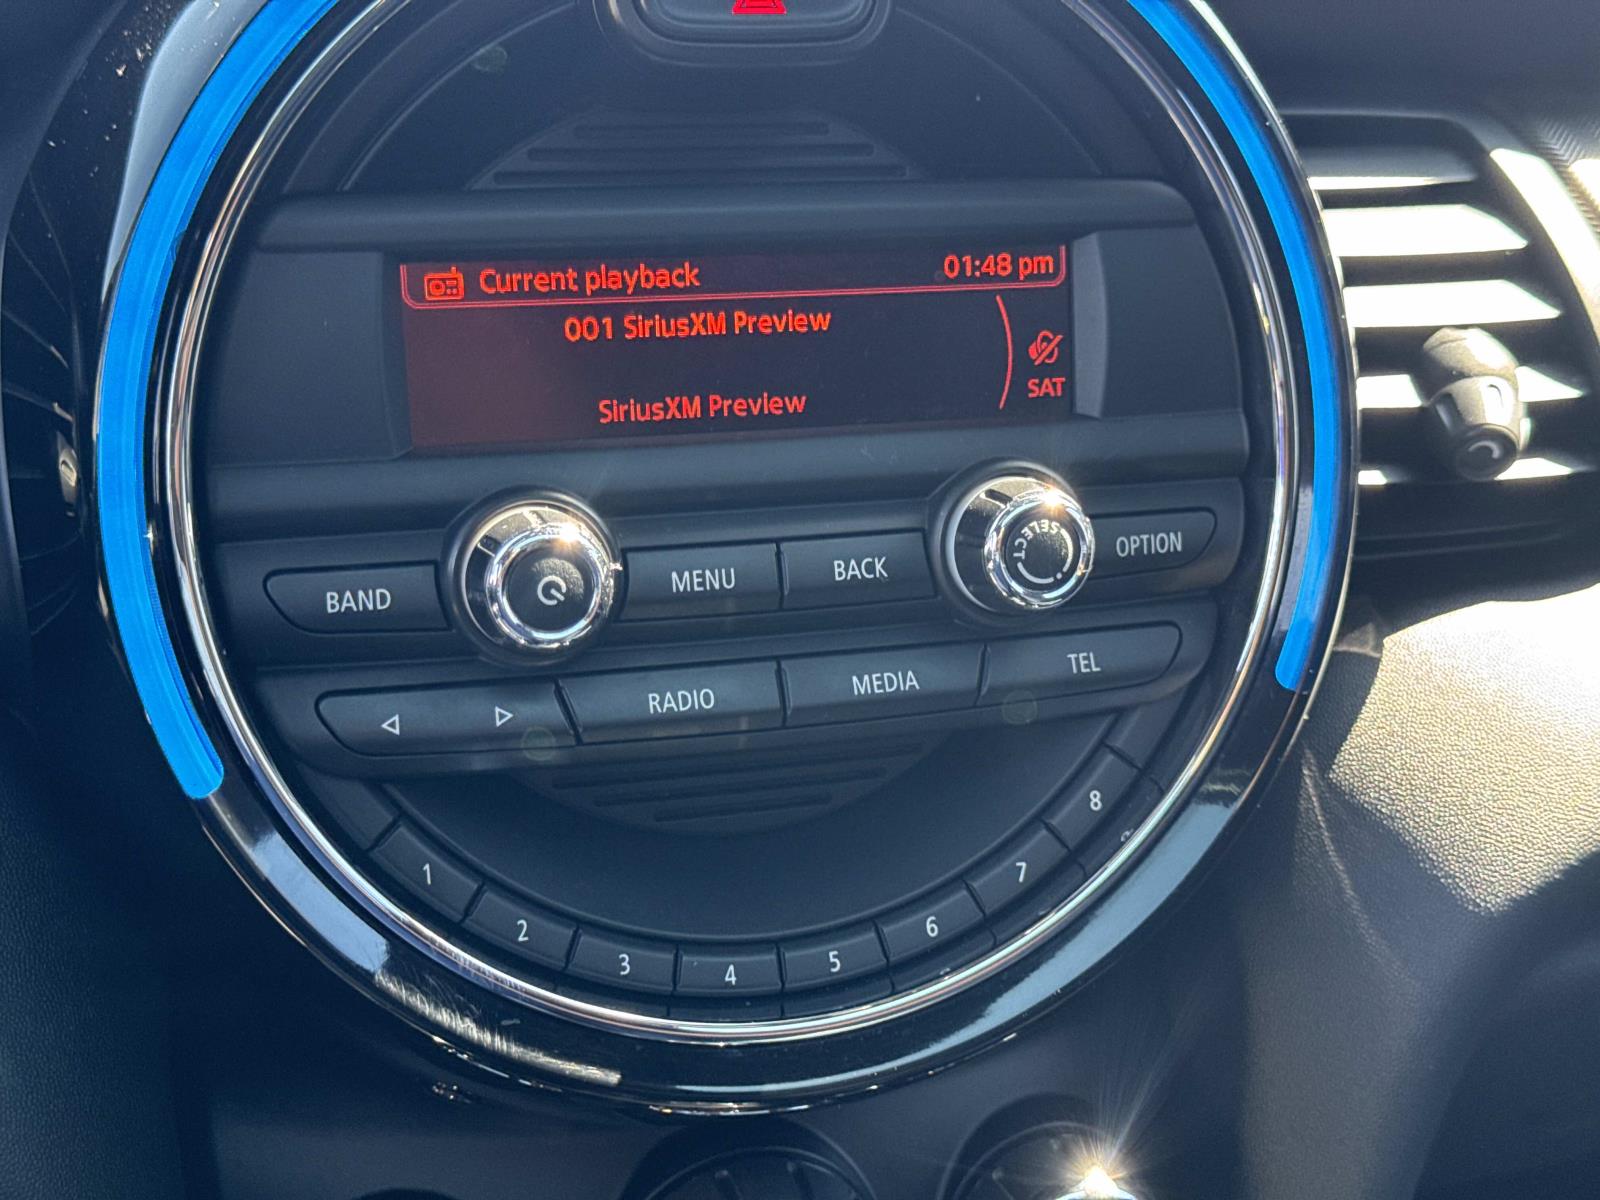 Current playback 01:48 pm
001 SiriusXM Preview
SAT
SiriusXM Preview
BAND
MENU
BACK
SELECT
OPTION
RADIO
MEDIA
TEL
1
2
3
4
5
6
7
8